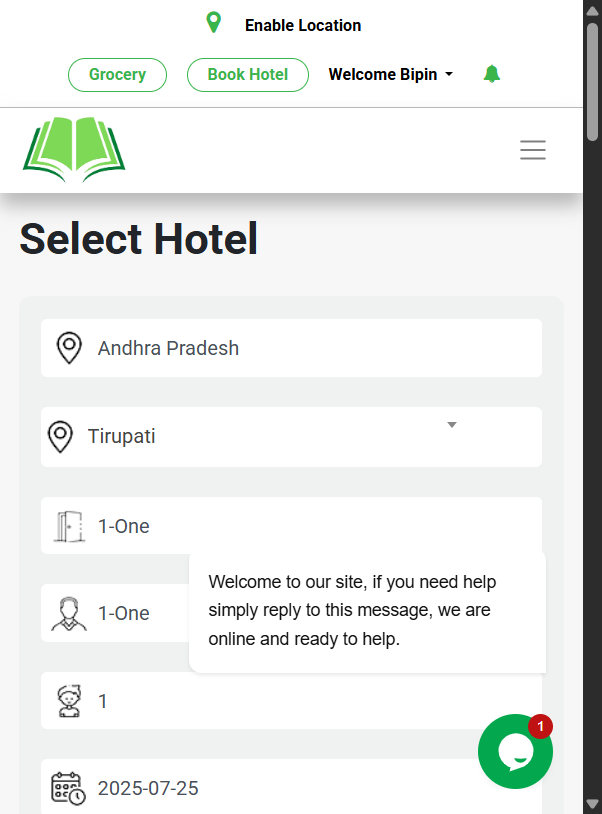 Enable Location
Grocery Book Hotel Welcome Bipin
Select Hotel
Andhra Pradesh
Tirupati
1-One
1-One
Welcome to our site, if you need help
simply reply to this message, we are
online and ready to help.
1
1
2025-07-25